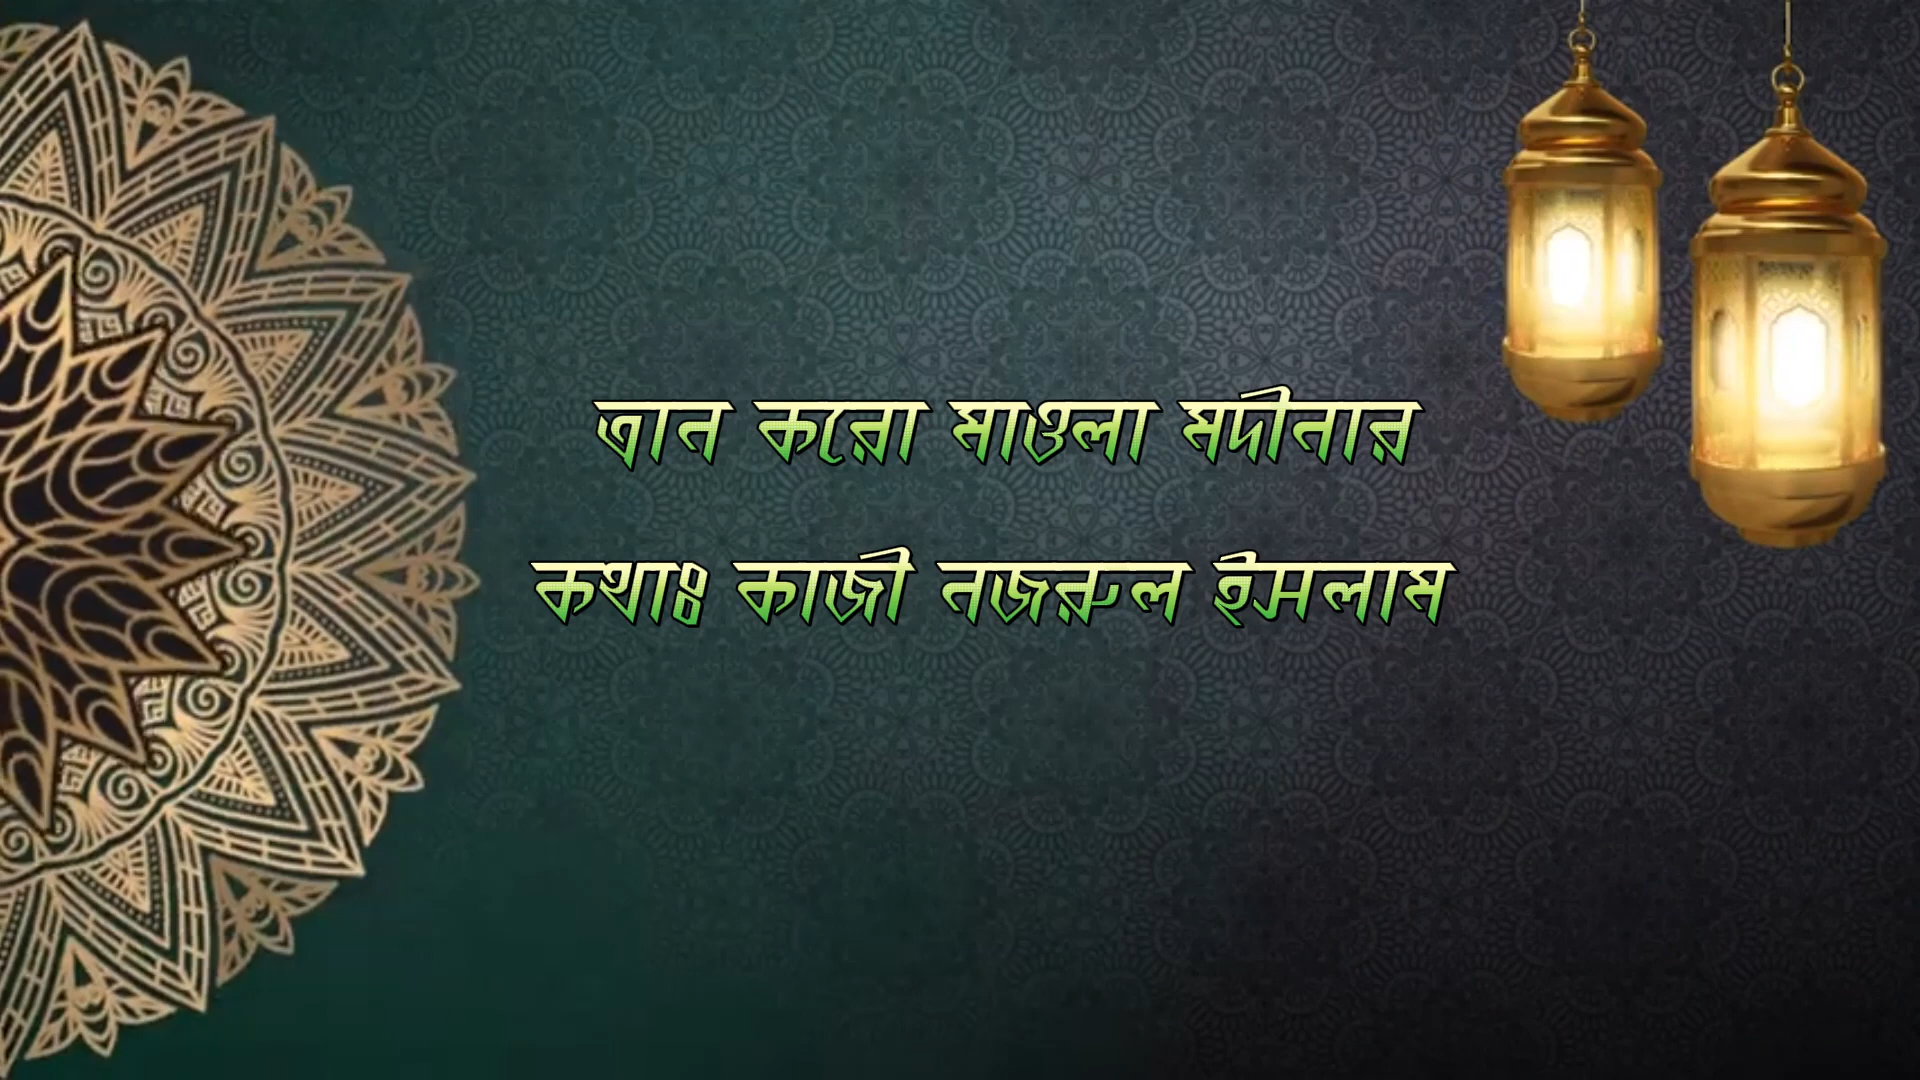 ত্রান করো মাওলা মদীনার
কথাঃ কাজী নজরুল ইসলাম